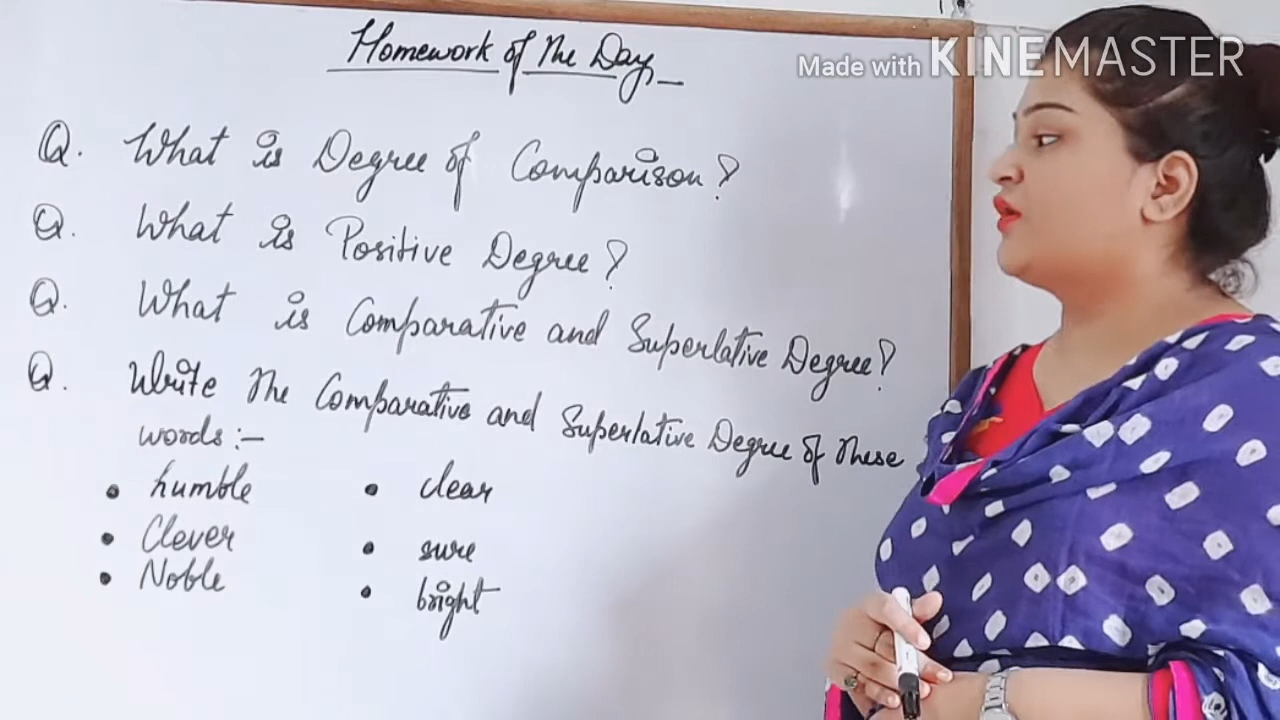 Homework of The Day
Made with KINEMASTER
Q. What is Degree of Comparison?
Q. What is Positive Degree?
Q. What is Comparative and Superlative Degree?
Q. Write The Comparative and Superlative Degree of These
words:-
• humble • clear
• Clever • sure
• Noble • bright